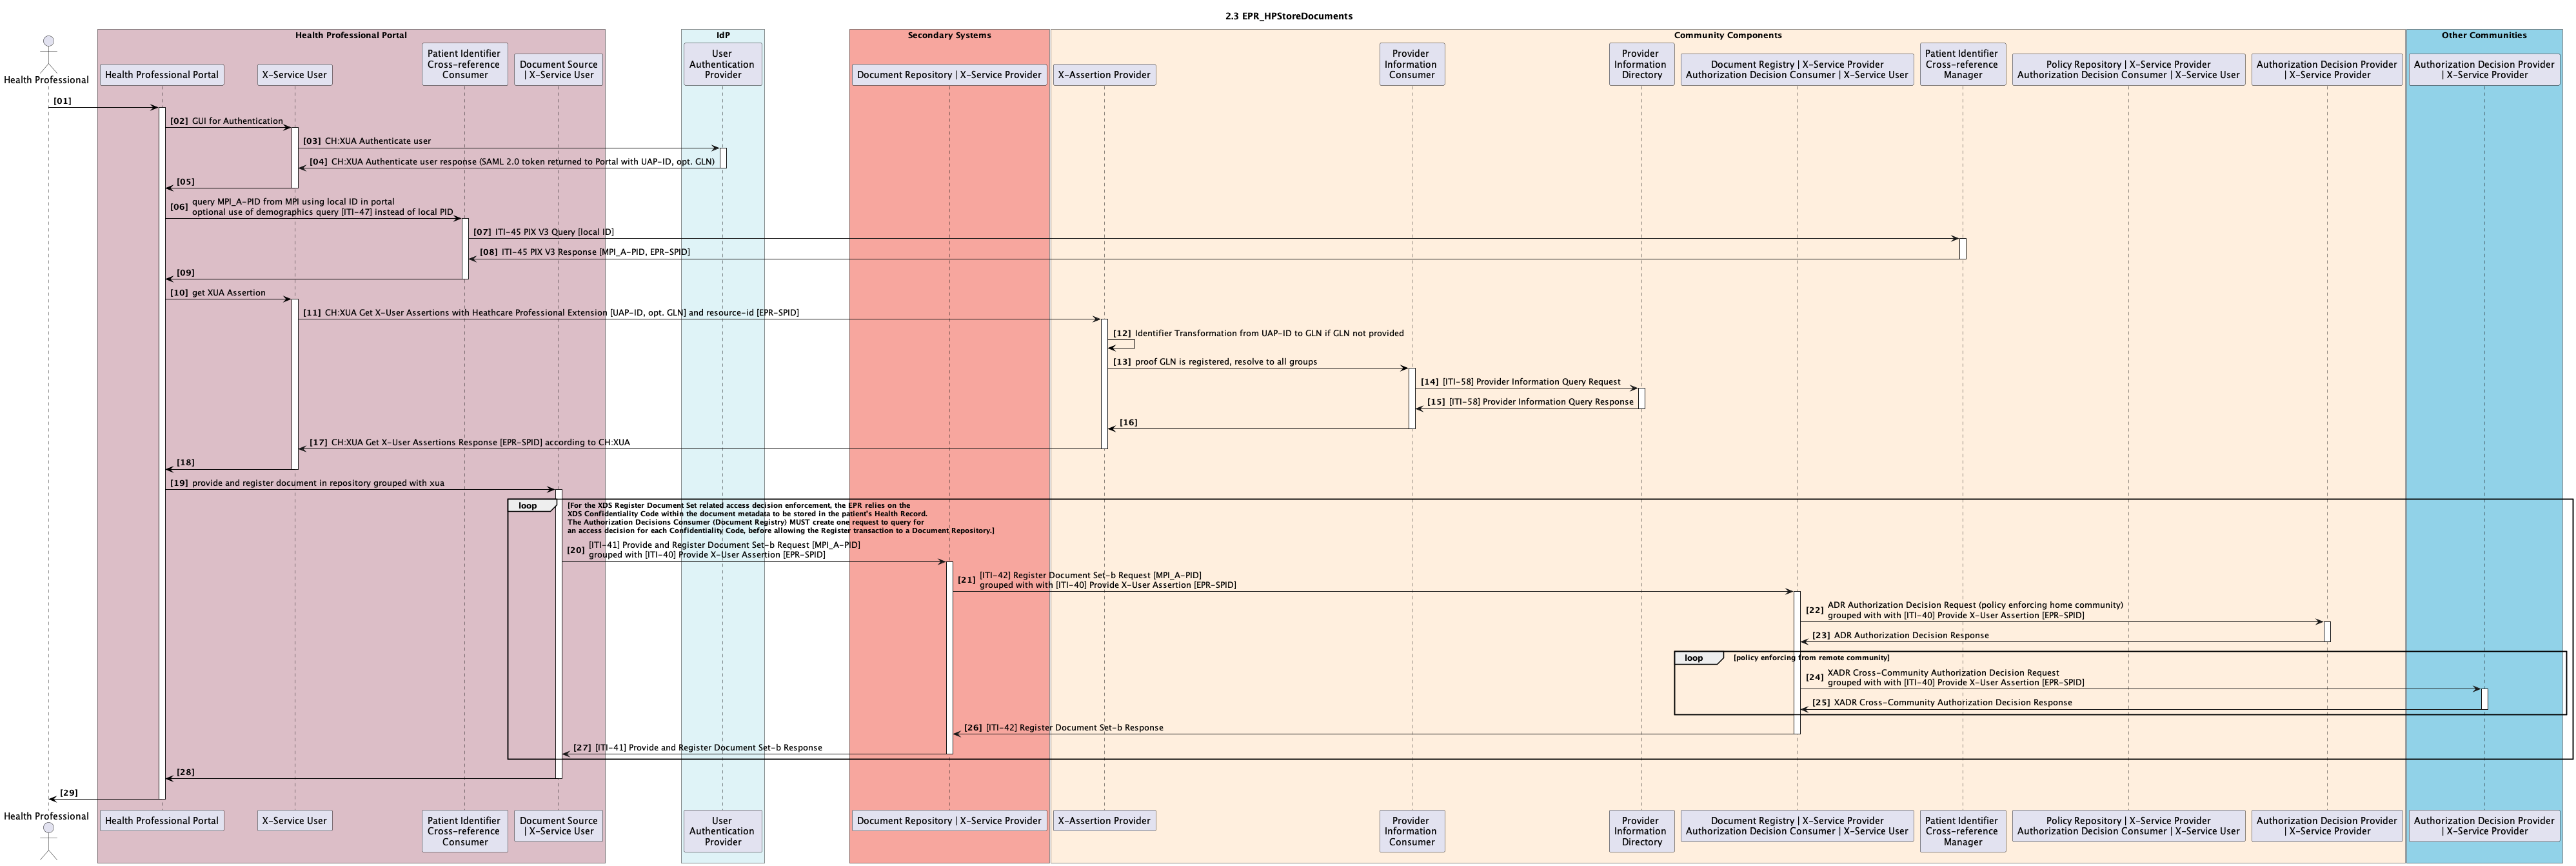 2.3 EPR_HPStoreDocuments
Health Professional Portal
IdP
Secondary Systems
Community Components
Other Communities
Health Professional
Health Professional Portal
X-Service User
Patient Identifier
Cross-reference
Consumer
Document Source
| X-Service User
User
Authentication
Provider
Document Repository | X-Service Provider
X-Assertion Provider
Provider
Information
Consumer
Provider
Information
Directory
Document Registry | X-Service Provider
Authorization Decision Consumer | X-Service User
Patient Identifier
Cross-reference
Manager
Policy Repository | X-Service Provider
Authorization Decision Consumer | X-Service User
Authorization Decision Provider
| X-Service Provider
Authorization Decision Provider
| X-Service Provider
[01]
[02] GUI for Authentication
[03] CH:XUA Authenticate user
[04] CH:XUA Authenticate user response (SAML 2.0 token returned to Portal with UAP-ID, opt. GLN)
[05]
[06] query MPI_A-PID from MPI using local ID in portal
optional use of demographics query [ITI-47] instead of local PID
[07] ITI-45 PIX V3 Query [local ID]
[08] ITI-45 PIX V3 Response [MPI_A-PID, EPR-SPID]
[09]
[10] get XUA Assertion
[11] CH:XUA Get X-User Assertions with Heathcare Professional Extension [UAP-ID, opt. GLN] and resource-id [EPR-SPID]
[12] Identifier Transformation from UAP-ID to GLN if GLN not provided
[13] proof GLN is registered, resolve to all groups
[14] [ITI-58] Provider Information Query Request
[15] [ITI-58] Provider Information Query Response
[16]
[17] CH:XUA Get X-User Assertions Response [EPR-SPID] according to CH:XUA
[18]
[19] provide and register document in repository grouped with xua
loop
[For the XDS Register Document Set related access decision enforcement, the EPR relies on the
XDS Confidentiality Code within the document metadata to be stored in the patient's Health Record.
The Authorization Decisions Consumer (Document Registry) MUST create one request to query for
an access decision for each Confidentiality Code, before allowing the Register transaction to a Document Repository.]
[20] [ITI-41] Provide and Register Document Set-b Request [MPI_A-PID]
grouped with [ITI-40] Provide X-User Assertion [EPR-SPID]
[21] [ITI-42] Register Document Set-b Request [MPI_A-PID]
grouped with with [ITI-40] Provide X-User Assertion [EPR-SPID]
[22] ADR Authorization Decision Request (policy enforcing home community)
grouped with with [ITI-40] Provide X-User Assertion [EPR-SPID]
[23] ADR Authorization Decision Response
loop [policy enforcing from remote community]
[24] XADR Cross-Community Authorization Decision Request
grouped with with [ITI-40] Provide X-User Assertion [EPR-SPID]
[25] XADR Cross-Community Authorization Decision Response
[26] [ITI-42] Register Document Set-b Response
[27] [ITI-41] Provide and Register Document Set-b Response
[28]
[29]
Health Professional
Health Professional Portal
X-Service User
Patient Identifier
Cross-reference
Consumer
Document Source
| X-Service User
User
Authentication
Provider
Document Repository | X-Service Provider
X-Assertion Provider
Provider
Information
Consumer
Provider
Information
Directory
Document Registry | X-Service Provider
Authorization Decision Consumer | X-Service User
Patient Identifier
Cross-reference
Manager
Policy Repository | X-Service Provider
Authorization Decision Consumer | X-Service User
Authorization Decision Provider
| X-Service Provider
Authorization Decision Provider
| X-Service Provider